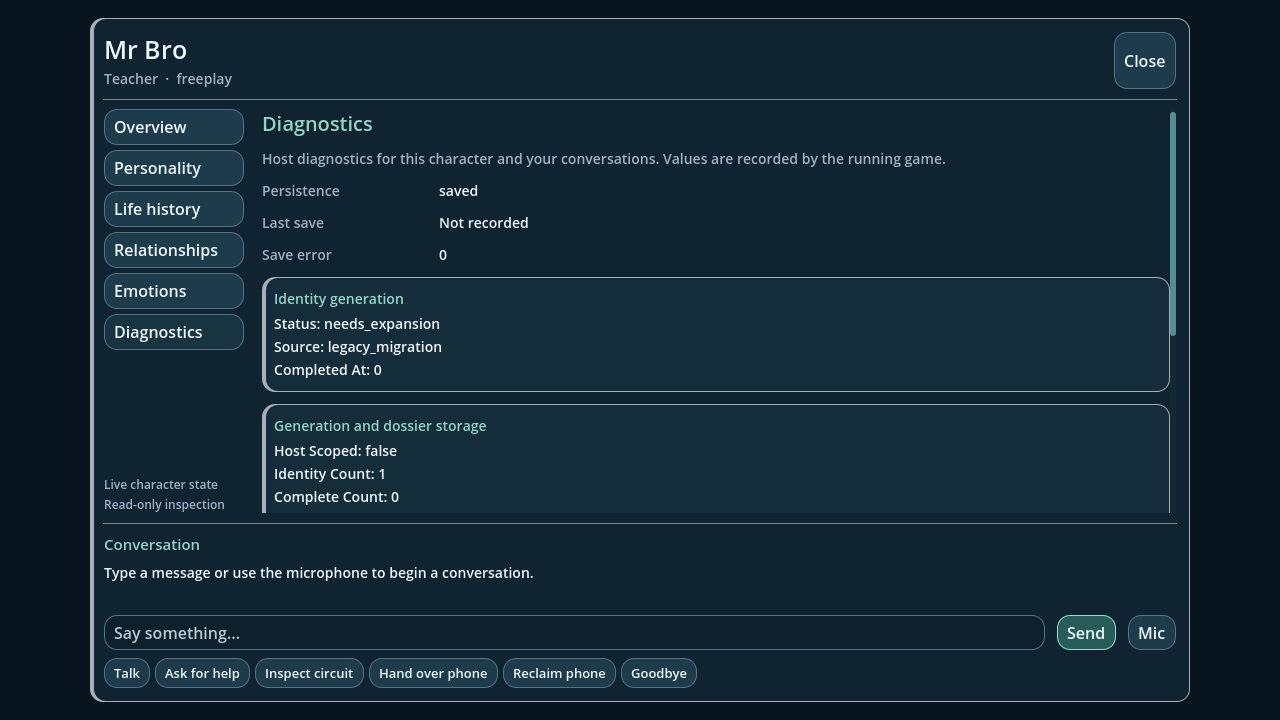 Mr Bro
Teacher · freeplay
Close
Overview
Personality
Life history
Relationships
Emotions
Diagnostics
Live character state
Read-only inspection
Diagnostics
Host diagnostics for this character and your conversations. Values are recorded by the running game.
Persistence saved
Last save Not recorded
Save error 0
Identity generation
Status: needs_expansion
Source: legacy_migration
Completed At: 0
Generation and dossier storage
Host Scoped: false
Identity Count: 1
Complete Count: 0
Conversation
Type a message or use the microphone to begin a conversation.
Say something...
Send
Mic
Talk
Ask for help
Inspect circuit
Hand over phone
Reclaim phone
Goodbye